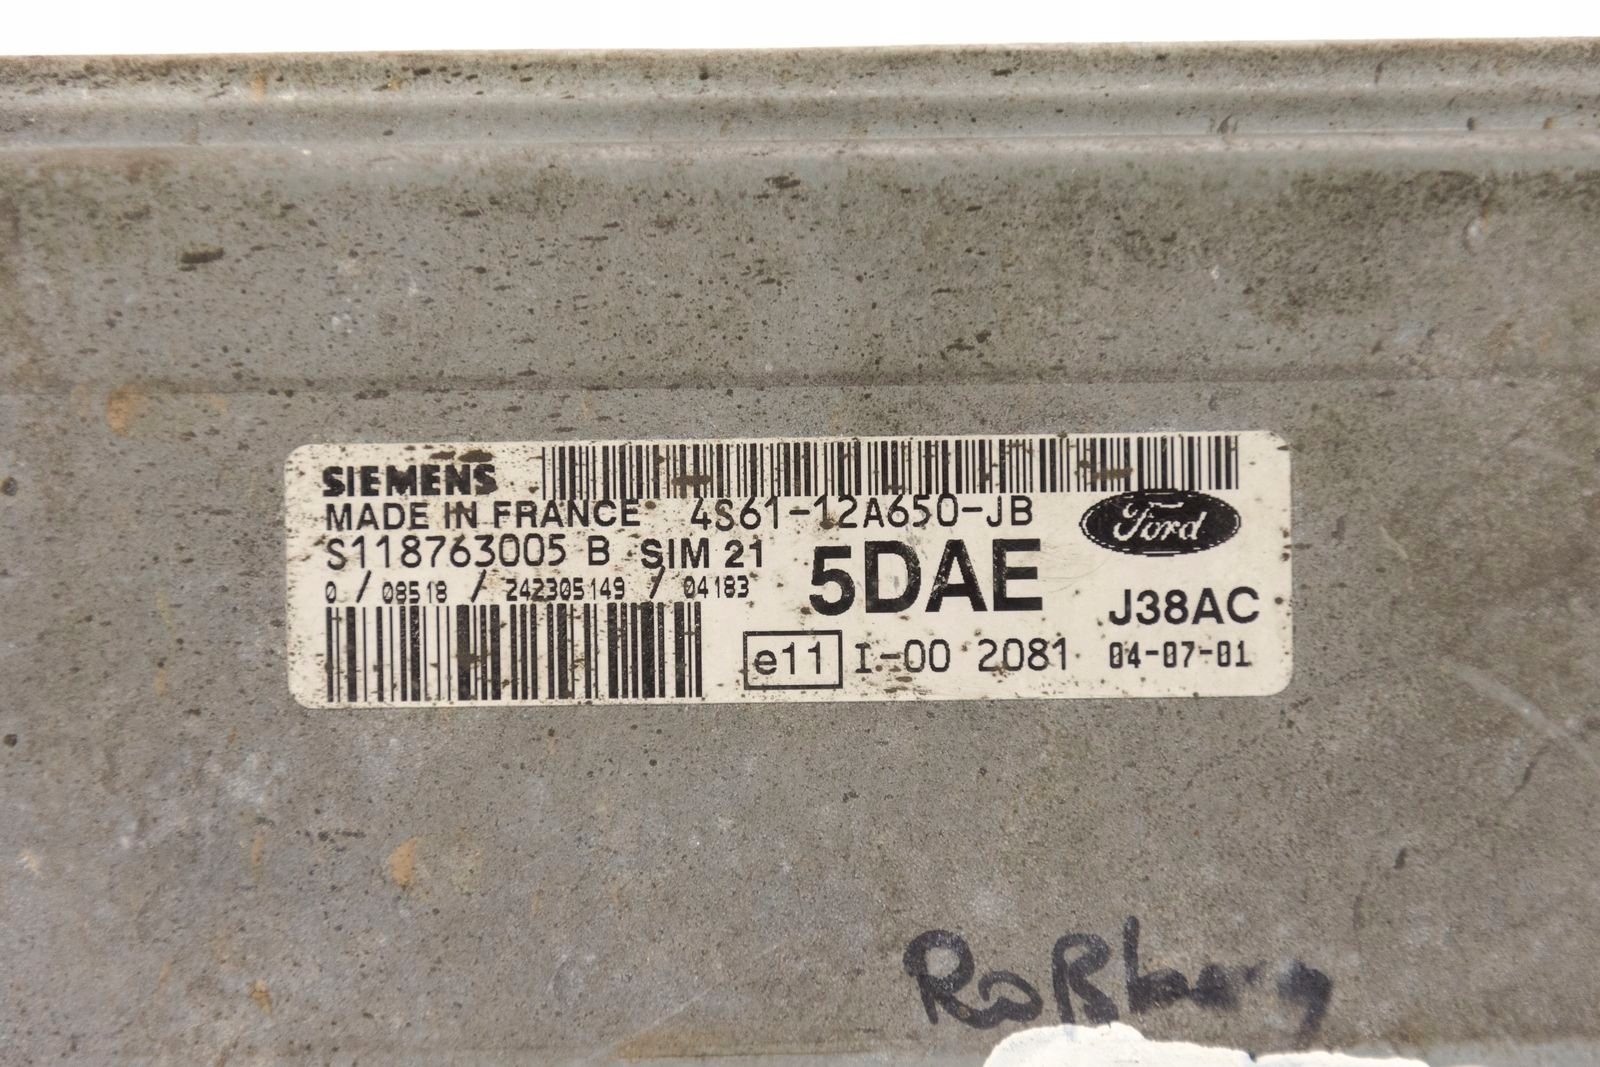 SIEMENS
MADE IN FRANCE 4S61-12A650-JB
Ford
S118763005 B SIM 21
5DAE
0 / 08518 / 242305149 / 04183
J38AC
e11 I-00 2081 04-07-01
Roßberg